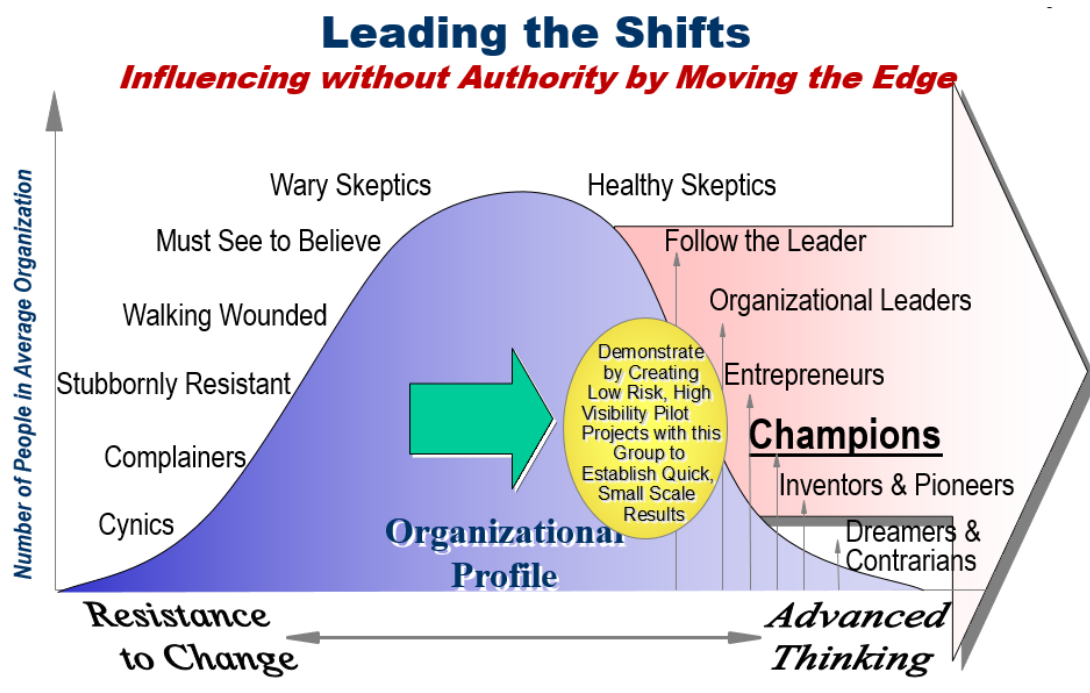 Leading the Shifts
Influencing without Authority by Moving the Edge
Number of People in Average Organization
Wary Skeptics
Healthy Skeptics
Must See to Believe
Follow the Leader
Walking Wounded
Organizational Leaders
Stubbornly Resistant
Entrepreneurs
Complainers
Champions
Cynics
Inventors & Pioneers
Dreamers &
Contrarians
Demonstrate
by Creating
Low Risk, High
Visibility Pilot
Projects with this
Group to
Establish Quick,
Small Scale
Results
Organizational
Profile
Resistance
to Change
Advanced
Thinking